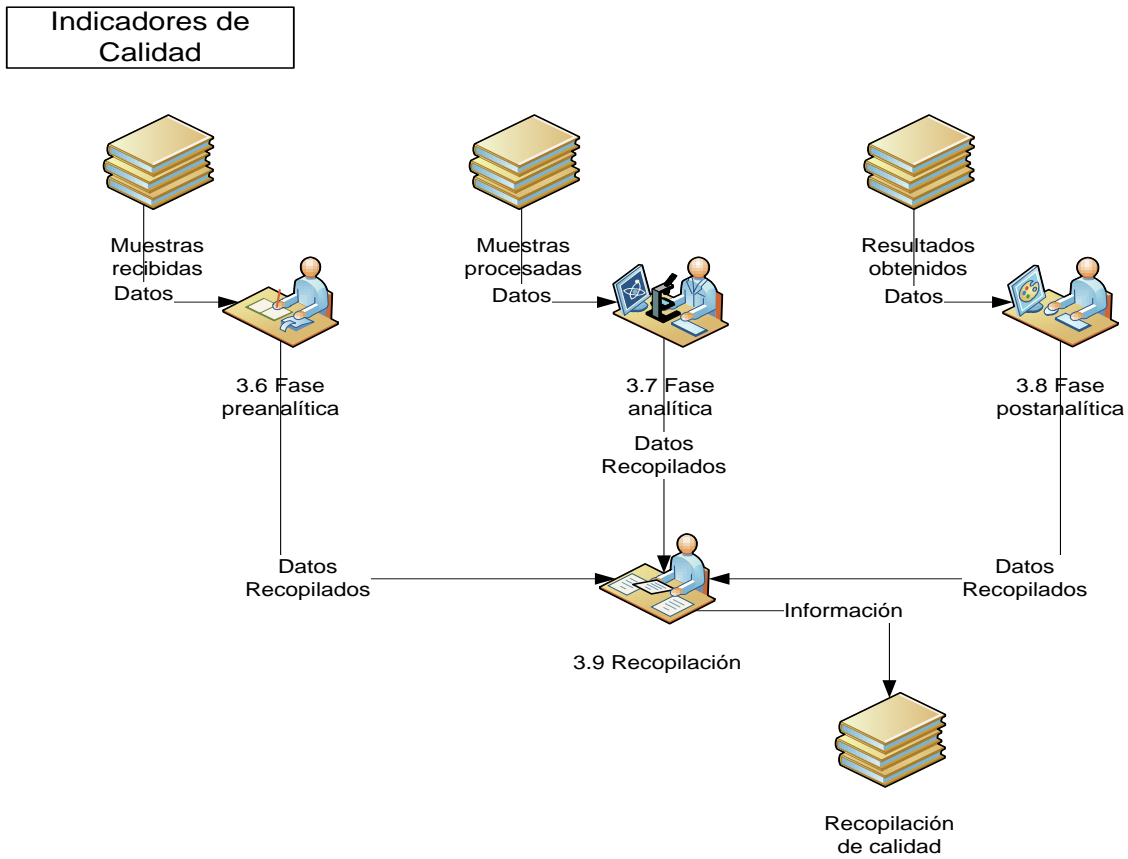 Indicadores de
Calidad
Muestras
recibidas
Datos
Muestras
procesadas
Datos
Resultados
obtenidos
Datos
3.6 Fase
preanalítica
3.7 Fase
analítica
3.8 Fase
postanalítica
Datos
Recopilados
Datos
Recopilados
Datos
Recopilados
Información
3.9 Recopilación
Recopilación
de calidad